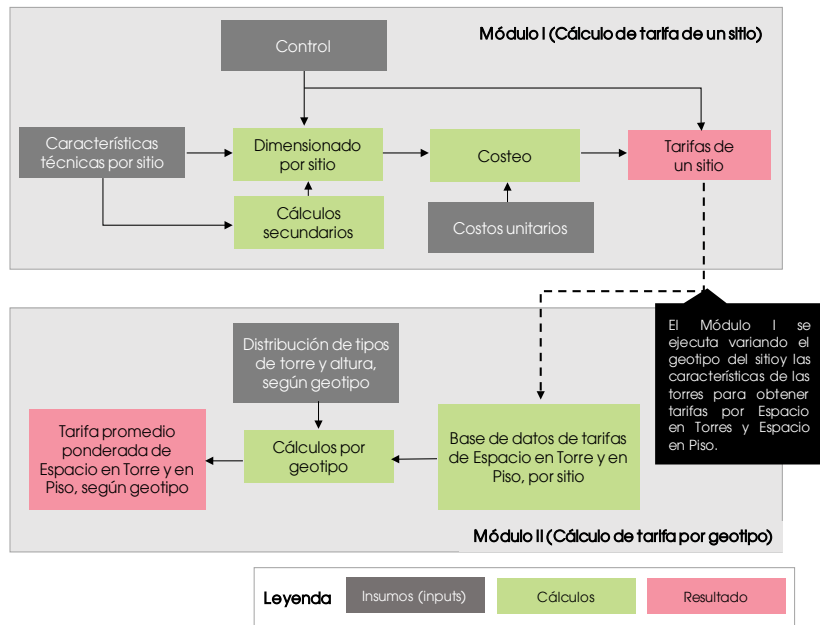 Módulo I (Cálculo de tarifa de un sitio)
Control
Características
técnicas por sitio
Dimensionado
por sitio
Costeo
Tarifas de
un sitio
Cálculos
secundarios
Costos unitarios
El Módulo I se
ejecuta variando el
geotipo del sitioy las
características de las
torres para obtener
tarifas por Espacio
en Torres y Espacio
en Piso.
Distribución de tipos
de torre y altura,
según geotipo
Tarifa promedio
ponderada de
Espacio en Torre y en
Piso, según geotipo
Cálculos por
geotipo
Base de datos de tarifas
de Espacio en Torre y en
Piso, por sitio
Módulo II (Cálculo de tarifa por geotipo)
Leyenda
Insumos (inputs)
Cálculos
Resultado